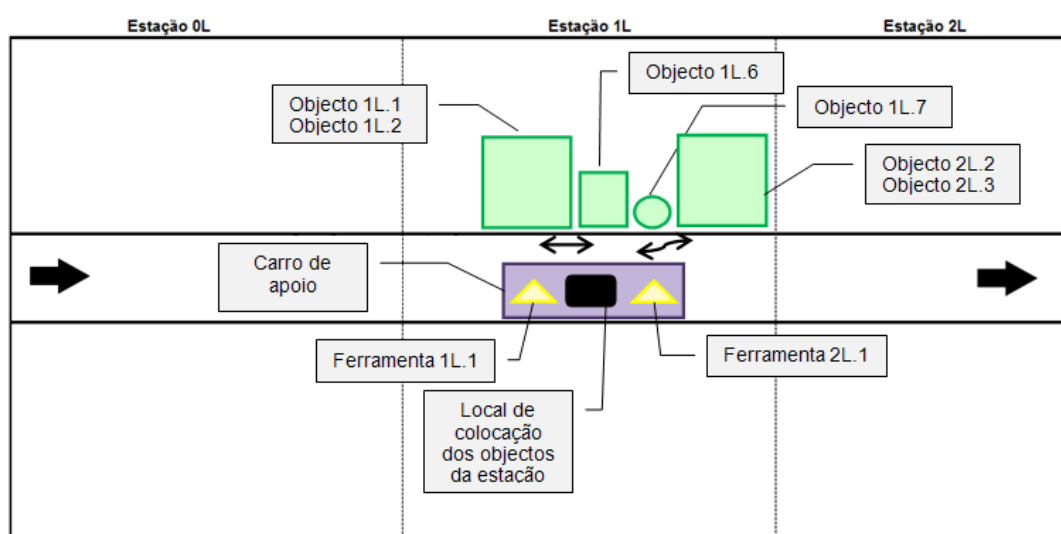 Estação 0L
Estação 1L
Estação 2L
Objecto 1L.6
Objecto 1L.1
Objecto 1L.2
Objecto 1L.7
Objecto 2L.2
Objecto 2L.3
Carro de
apoio
Ferramenta 1L.1
Ferramenta 2L.1
Local de
colocação
dos objectos
da estação